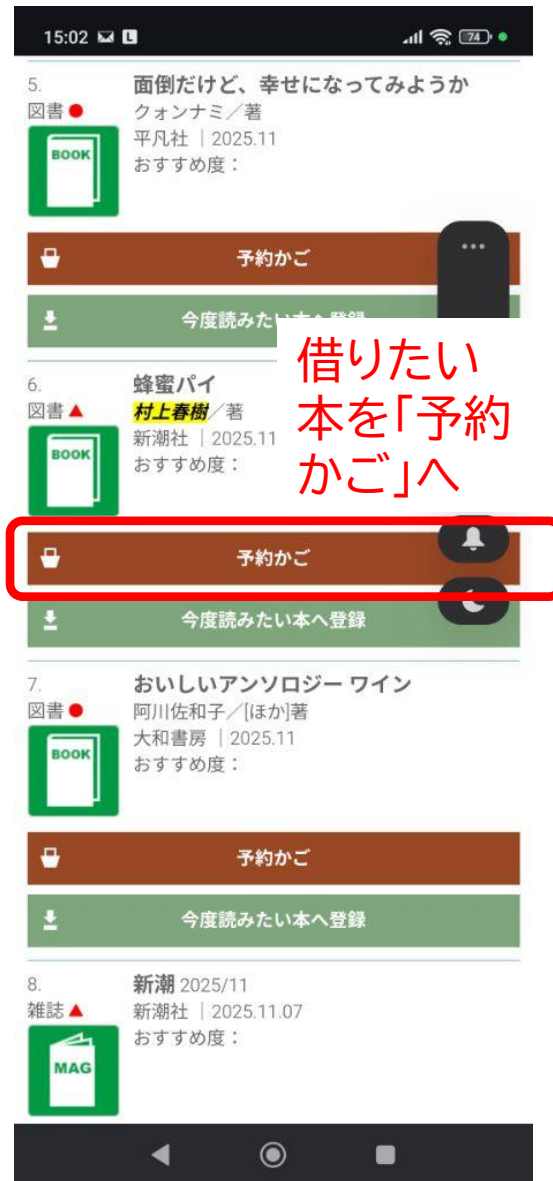 15:02 L 74
5.
図書●
面倒だけど、幸せになってみようか
クォンナミ／著
平凡社 ｜2025.11
おすすめ度：
BOOK
予約かご
今度読みたい
借りたい
本を「予約
かご」へ
6.
図書▲
蜂蜜パイ
村上春樹／著
新潮社 ｜2025.11
おすすめ度：
BOOK
予約かご
今度読みたい本へ登録
7.
図書●
おいしいアンソロジー ワイン
阿川佐和子／[ほか]著
大和書房 ｜2025.11
おすすめ度：
BOOK
予約かご
今度読みたい本へ登録
8.
雑誌▲
新潮 2025/11
新潮社 ｜2025.11.07
おすすめ度：
MAG